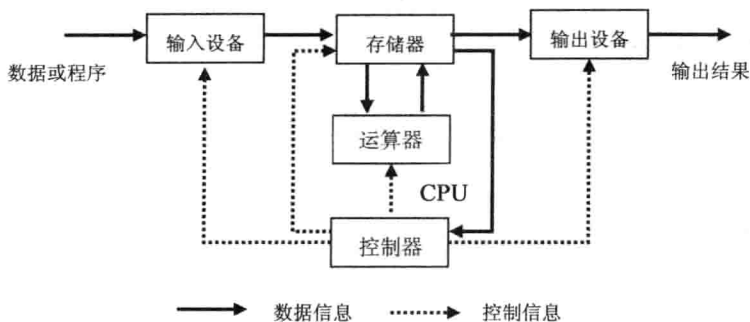 输入设备
存储器
输出设备
数据或程序
输出结果
运算器
CPU
控制器
数据信息
控制信息